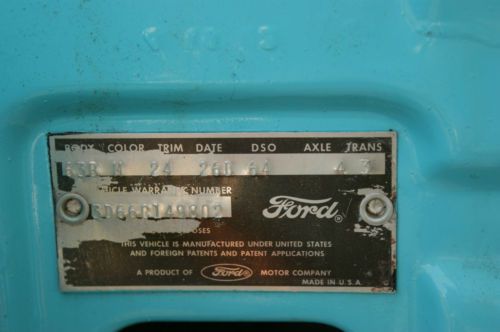 BODY COLOR TRIM DATE DSO AXLE TRANS
63B 24 26D 64 4 3
VEHICLE WARRANTY NUMBER
Ford
THIS VEHICLE IS MANUFACTURED UNDER UNITED STATES
AND FOREIGN PATENTS AND PATENT APPLICATIONS
A PRODUCT OF Ford MOTOR COMPANY
MADE IN U.S.A.